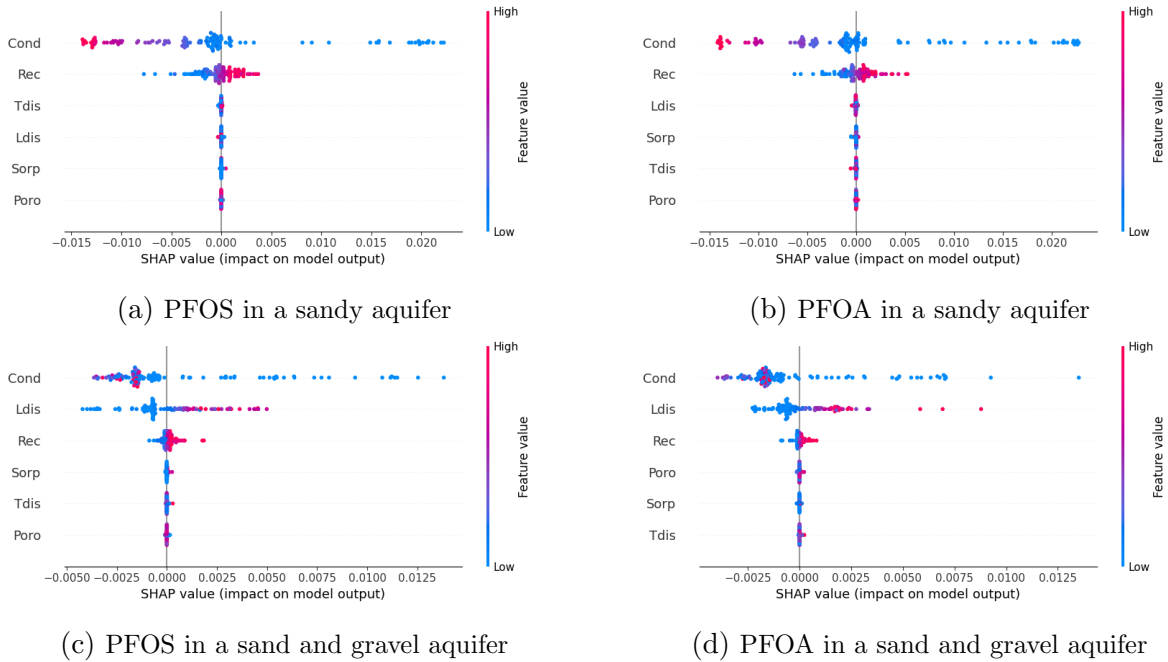 High
Cond
Rec
Tdis
Ldis
Sorp
Poro
Feature value
Low
−0.015 −0.010 −0.005 0.000 0.005 0.010 0.015 0.020
SHAP value (impact on model output)
(a) PFOS in a sandy aquifer
High
Cond
Rec
Ldis
Sorp
Tdis
Poro
Feature value
Low
−0.015 −0.010 −0.005 0.000 0.005 0.010 0.015 0.020
SHAP value (impact on model output)
(b) PFOA in a sandy aquifer
High
Cond
Ldis
Rec
Sorp
Tdis
Poro
Feature value
Low
−0.0050 −0.0025 0.0000 0.0025 0.0050 0.0075 0.0100 0.0125
SHAP value (impact on model output)
(c) PFOS in a sand and gravel aquifer
High
Cond
Ldis
Rec
Poro
Sorp
Tdis
Feature value
Low
−0.0025 0.0000 0.0025 0.0050 0.0075 0.0100 0.0125
SHAP value (impact on model output)
(d) PFOA in a sand and gravel aquifer